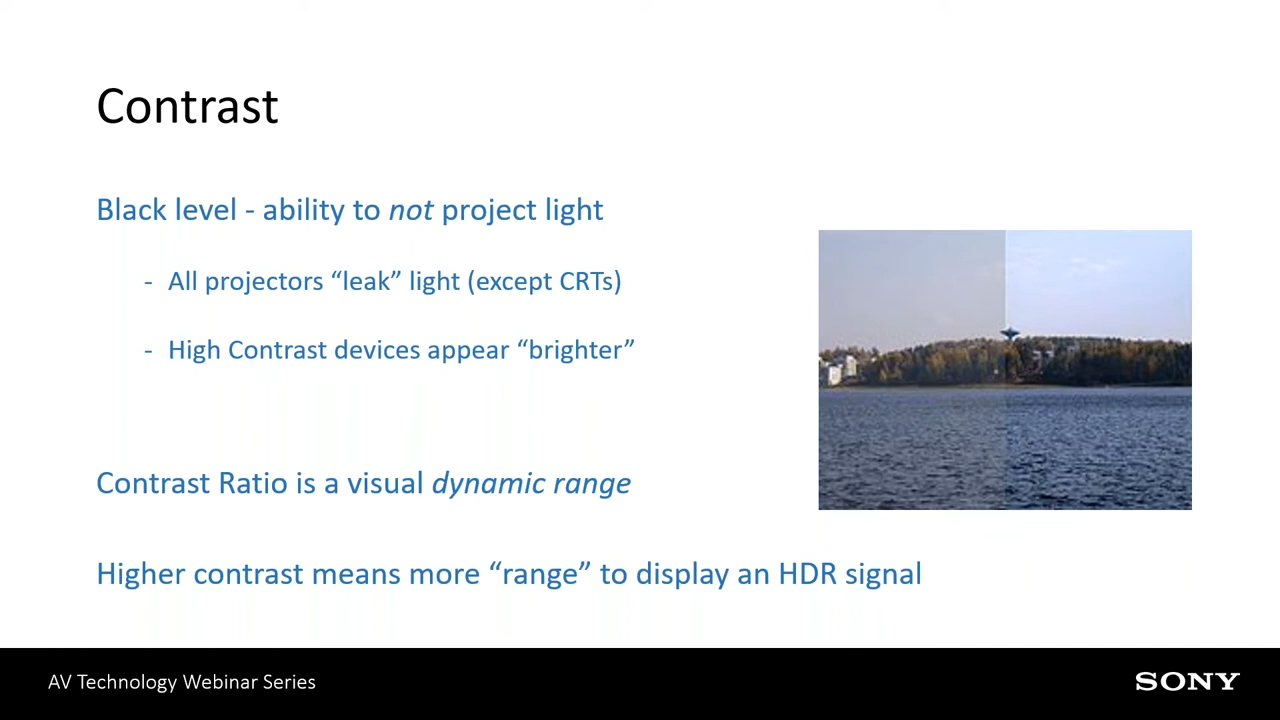 Contrast
Black level - ability to not project light
- All projectors “leak” light (except CRTs)
- High Contrast devices appear “brighter”
Contrast Ratio is a visual dynamic range
Higher contrast means more “range” to display an HDR signal
AV Technology Webinar Series
SONY